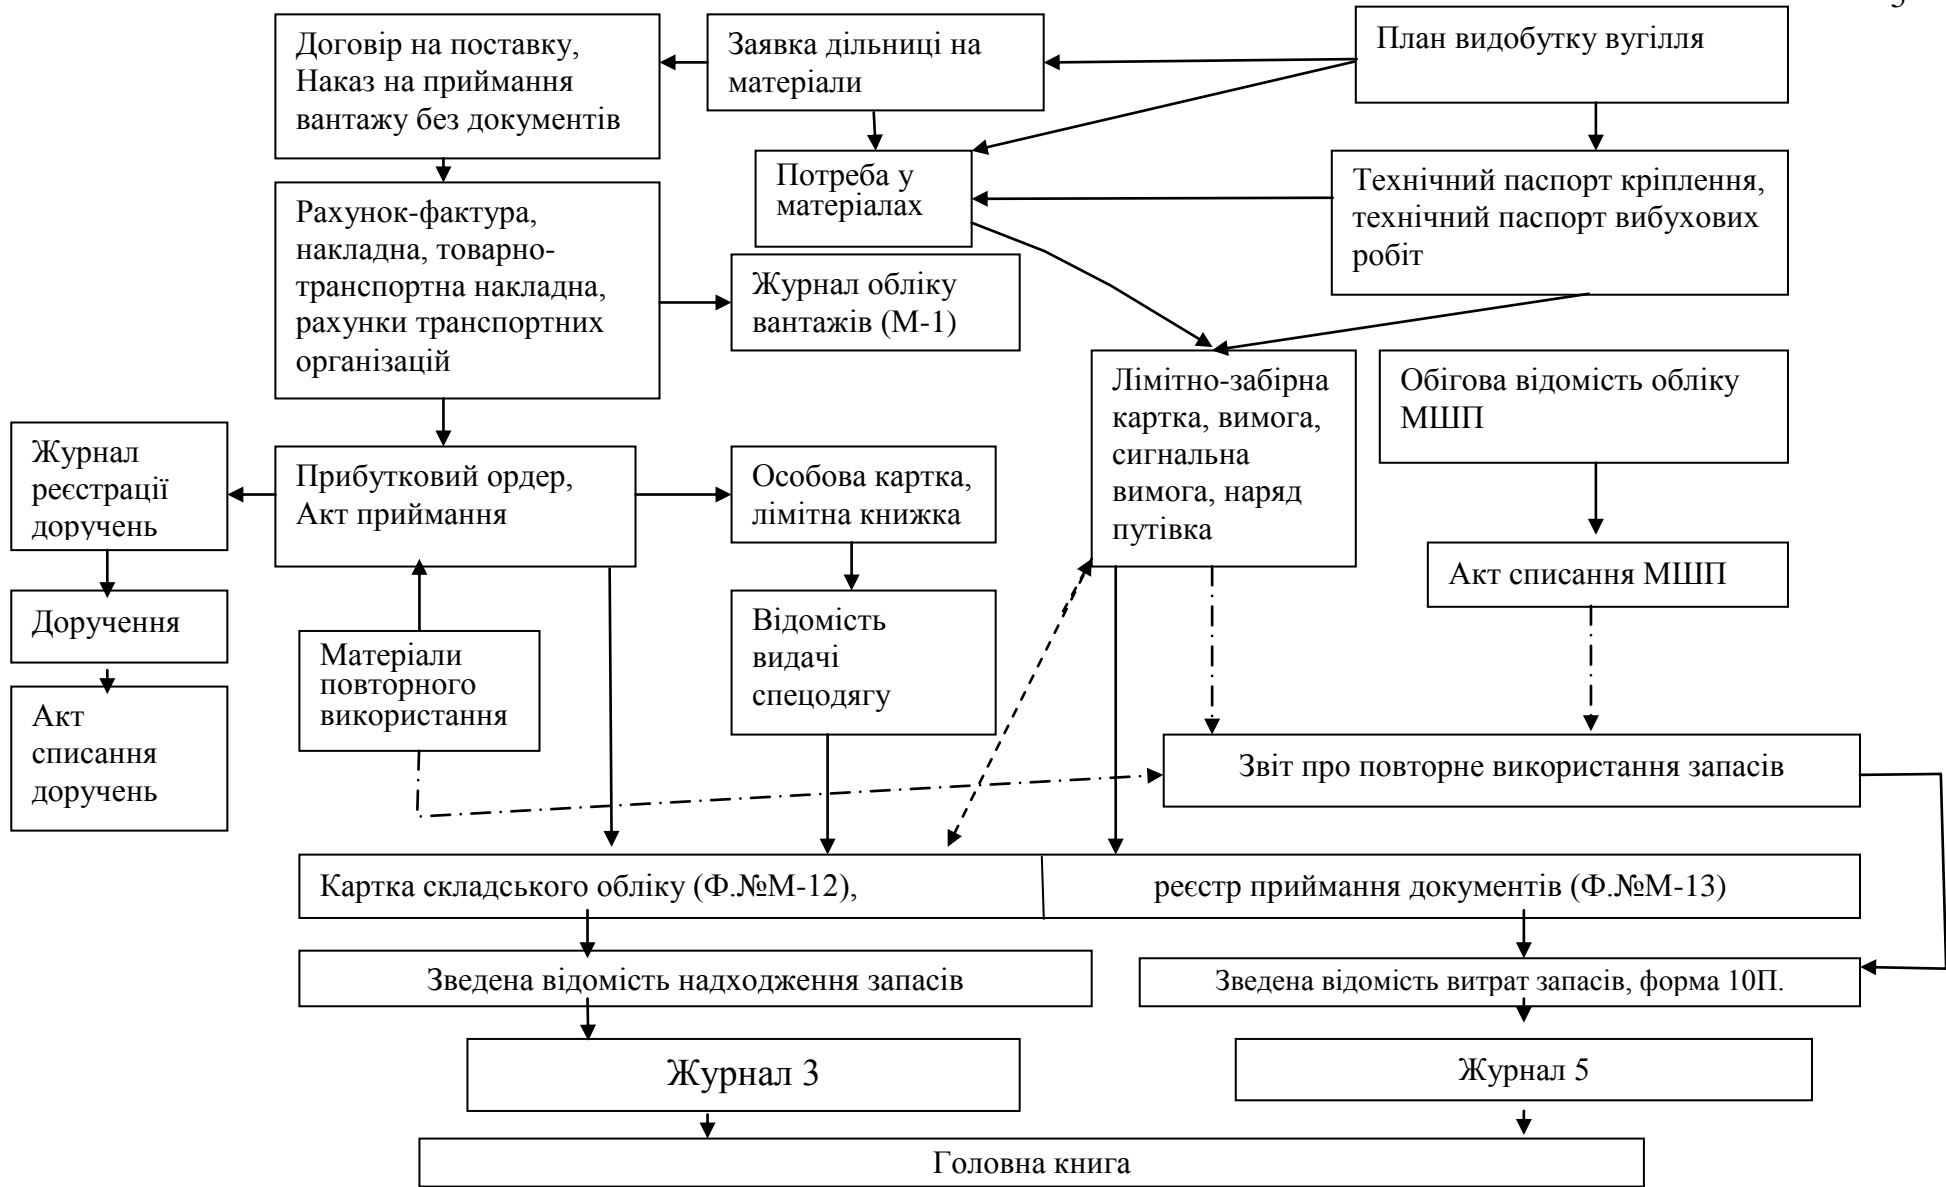 Договір на поставку,
Наказ на приймання
вантажу без документів
Заявка дільниці на
матеріали
План видобутку вугілля
Потреба у
матеріалах
Технічний паспорт кріплення,
технічний паспорт вибухових
робіт
Рахунок-фактура,
накладна, товарно-
транспортна накладна,
рахунки транспортних
організацій
Журнал обліку
вантажів (М-1)
Лімітно-забірна
картка, вимога,
сигнальна
вимога, наряд
путівка
Обігова відомість обліку
МШП
Журнал
реєстрації
доручень
Прибутковий ордер,
Акт приймання
Особова картка,
лімітна книжка
Акт списання МШП
Доручення
Матеріали
повторного
використання
Відомість
видачі
спецодягу
Акт
списання
доручень
Звіт про повторне використання запасів
Картка складського обліку (Ф.№М-12),
реєстр приймання документів (Ф.№М-13)
Зведена відомість надходження запасів
Зведена відомість витрат запасів, форма 10П.
Журнал 3
Журнал 5
Головна книга